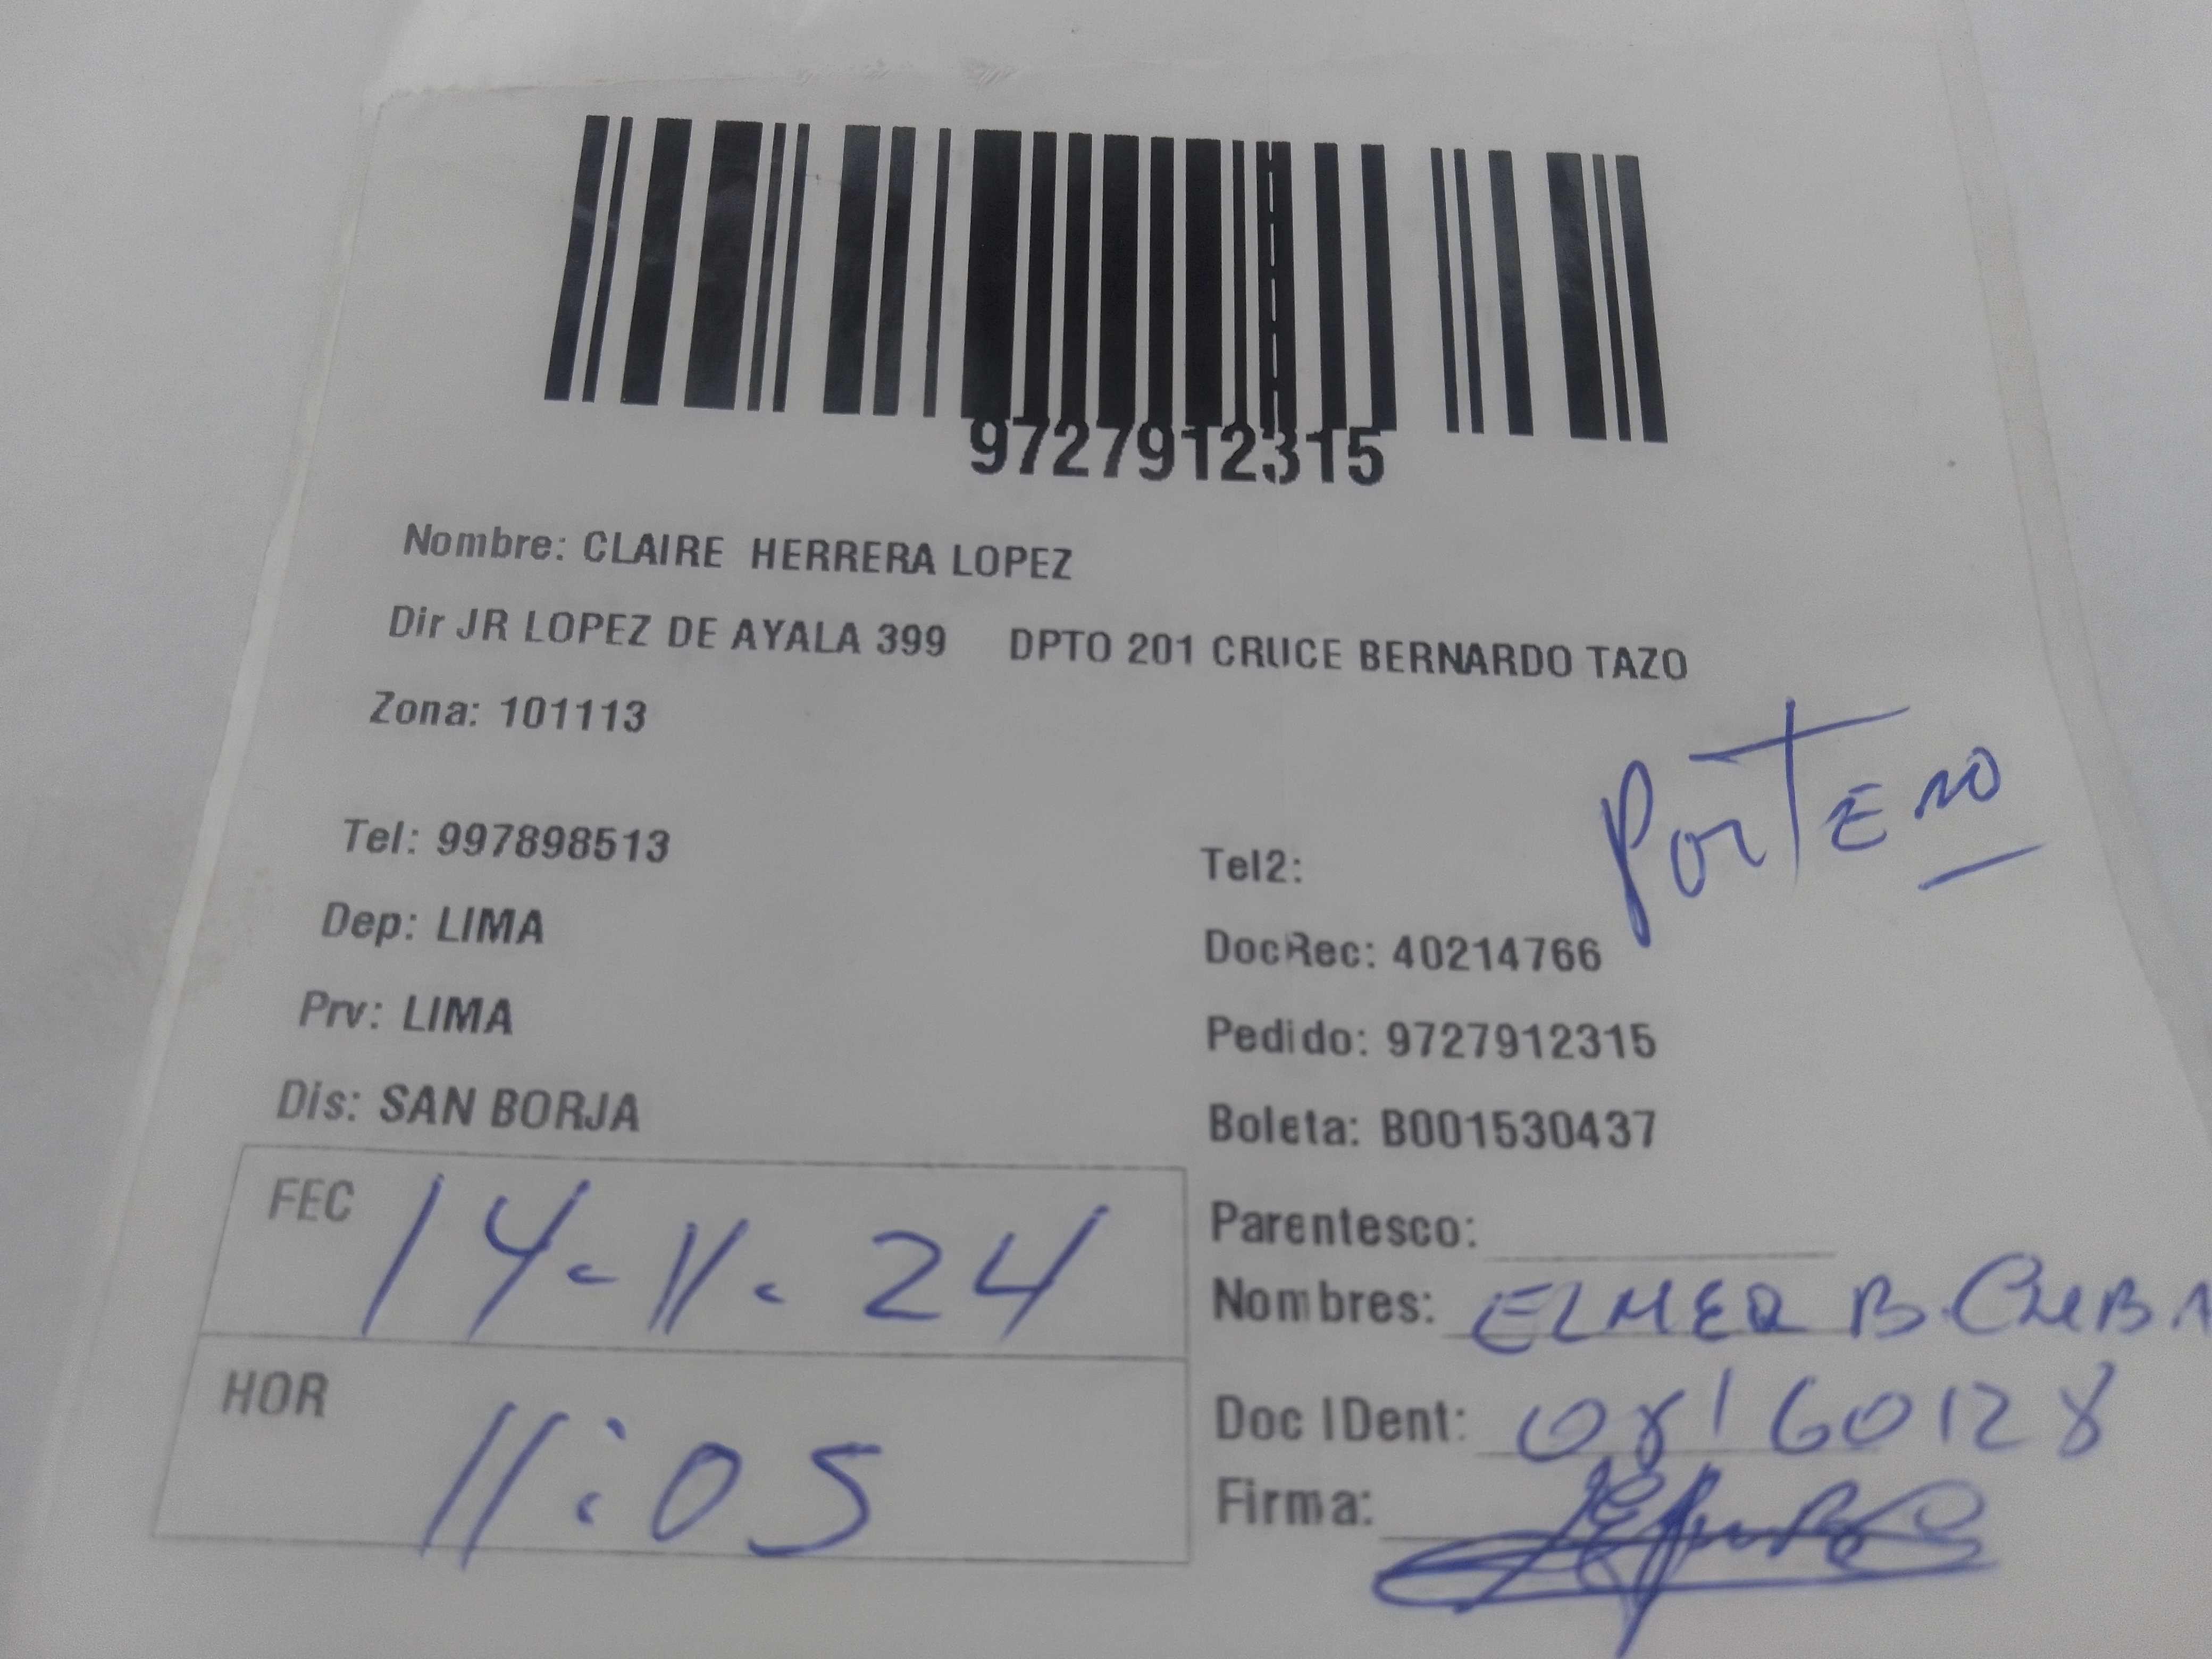 9727912315
Nombre: CLAIRE HERRERA LOPEZ
Dir JR LOPEZ DE AYALA 399 DPTO 201 CRUCE BERNARDO TAZO
Zona: 101113
PorTEro
Tel: 997898513 Tel2:
Dep: LIMA DocRec: 40214766
Prv: LIMA Pedido: 9727912315
Dis: SAN BORJA Boleta: B001530437
FEC 14-11-24 Parentesco:
Nombres: ELMER B. CUBA
HOR 11:05 Doc IDent: 08160128
Firma: